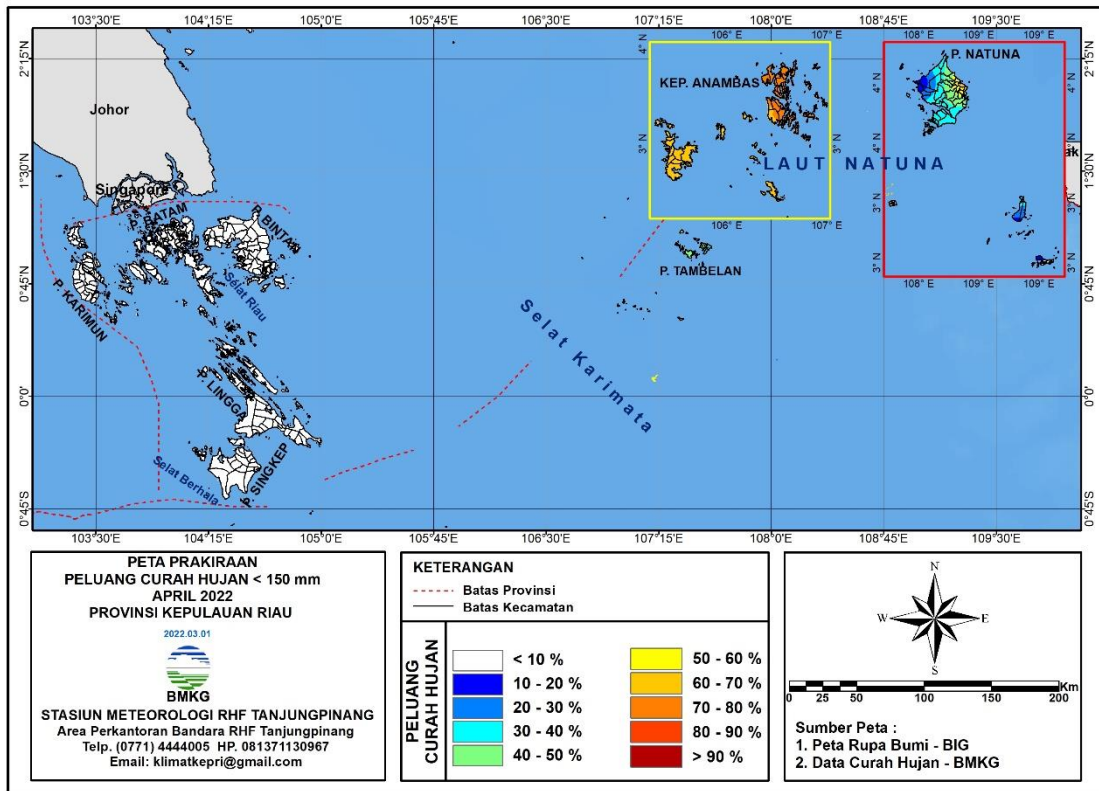 103°30'E 104°15'E 105°0'E 105°45'E 106°30'E 107°15'E 108°0'E 108°45'E 109°30'E
2°15'N
1°30'N
0°45'N
0°0'
0°45'S
2°15'N
1°30'N
0°45'N
0°0'
0°45'S
Johor
Singapore
P. BATAM
P. BINTAN
Selat Riau
P. KARIMUN
P. LINGGA
P. SINGKEP
Selat Berhala
Selat Karimata
LAUT NATUNA
P. TAMBELAN
106° E 107° E
4° N
3° N
3° N
KEP. ANAMBAS
106° E 107° E
108° E 109° E 109° E
P. NATUNA
4° N
4° N
3° N
3° N
4° N
4° N
3° N
3° N
ak
108° E 109° E 109° E
103°30'E 104°15'E 105°0'E 105°45'E 106°30'E 107°15'E 108°0'E 108°45'E 109°30'E
PETA PRAKIRAAN
PELUANG CURAH HUJAN < 150 mm
APRIL 2022
PROVINSI KEPULAUAN RIAU
2022.03.01
BMKG
STASIUN METEOROLOGI RHF TANJUNGPINANG
Area Perkantoran Bandara RHF Tanjungpinang
Telp. (0771) 4444005 HP. 081371130967
Email: klimatkepri@gmail.com
KETERANGAN
Batas Provinsi
Batas Kecamatan
PELUANG
CURAH HUJAN
< 10 %
10 - 20 %
20 - 30 %
30 - 40 %
40 - 50 %
50 - 60 %
60 - 70 %
70 - 80 %
80 - 90 %
> 90 %
N
W E
S
0 25 50 100 150 200 Km
Sumber Peta :
1. Peta Rupa Bumi - BIG
2. Data Curah Hujan - BMKG